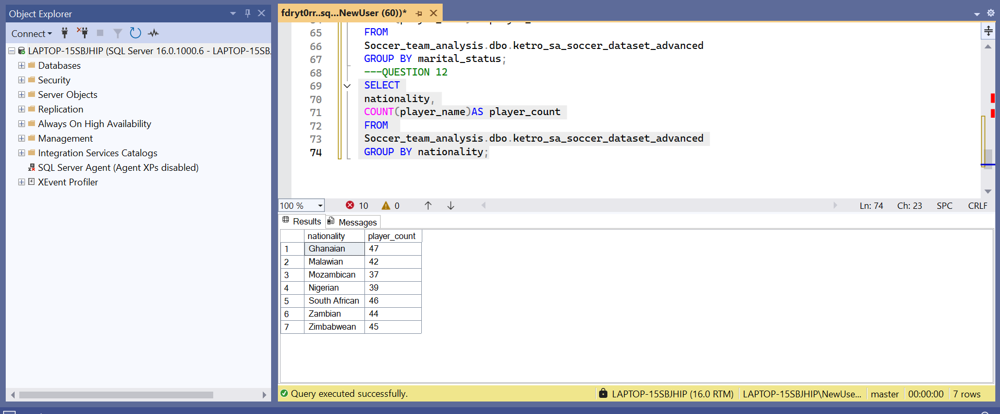 Object Explorer
Connect
LAPTOP-15SBJHIP (SQL Server 16.0.1000.6 - LAPTOP-15SB
Databases
Security
Server Objects
Replication
Always On High Availability
Management
Integration Services Catalogs
SQL Server Agent (Agent XPs disabled)
XEvent Profiler
fdryt0rr..sq...NewUser (60))*
65 FROM
66 Soccer_team_analysis.dbo.ketro_sa_soccer_dataset_advanced
67 GROUP BY marital_status;
68 ---QUESTION 12
69 SELECT
70 nationality,
71 COUNT(player_name)AS player_count
72 FROM
73 Soccer_team_analysis.dbo.ketro_sa_soccer_dataset_advanced
74 GROUP BY nationality;
100 % 10 0 Ln: 74 Ch: 23 SPC CRLF
Results Messages
nationality player_count
1 Ghanaian 47
2 Malawian 42
3 Mozambican 37
4 Nigerian 39
5 South African 46
6 Zambian 44
7 Zimbabwean 45
Query executed successfully. LAPTOP-15SBJHIP (16.0 RTM) LAPTOP-15SBJHIP\NewUse... master 00:00:00 7 rows